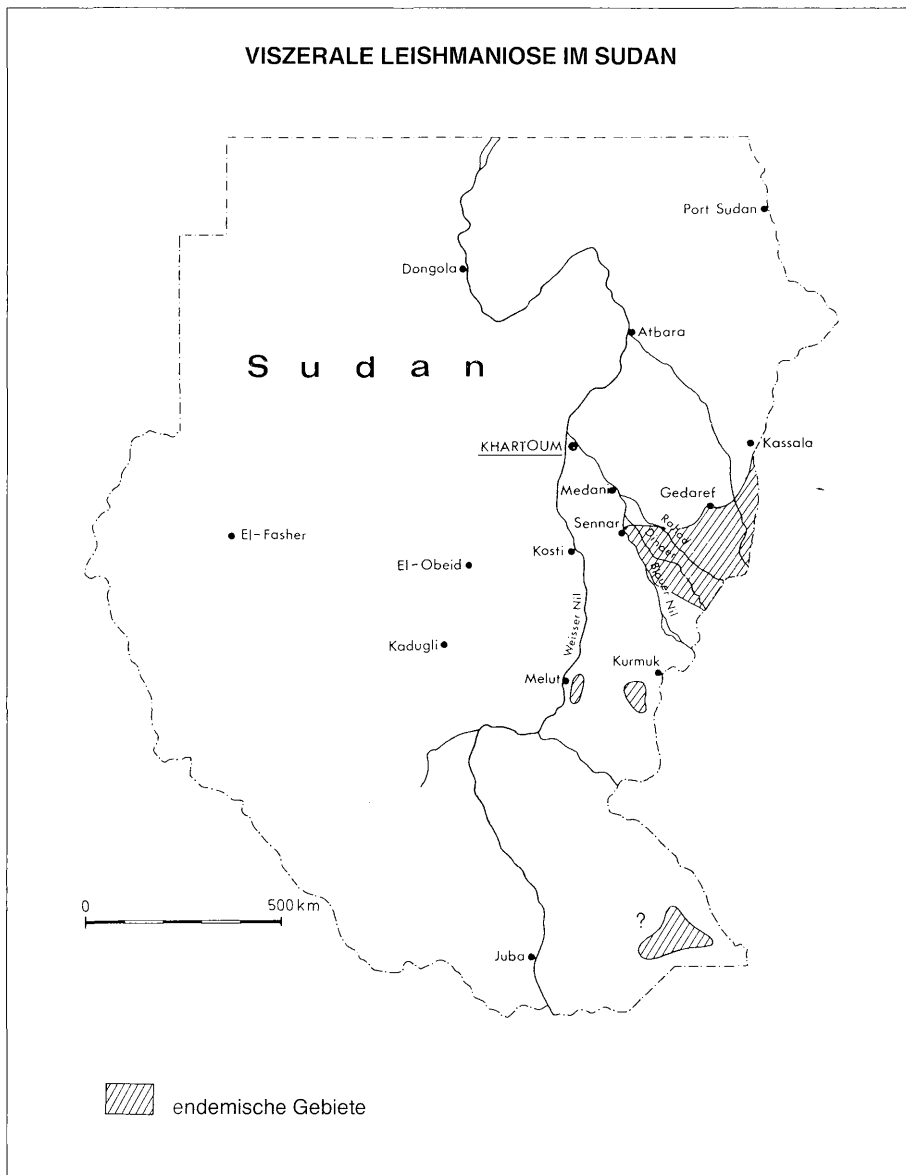 VISZERALE LEISHMANIOSE IM SUDAN
Port Sudan
Dongola
Atbara
Sudan
KHARTOUM
Kassala
Medani
Gedaref
Sennar
Rahad
Dinder
El-Fasher
Kosti
El-Obeid
Blauer Nil
Weisser Nil
Kadugli
Melut
Kurmuk
0 500 km
?
Juba
endemische Gebiete